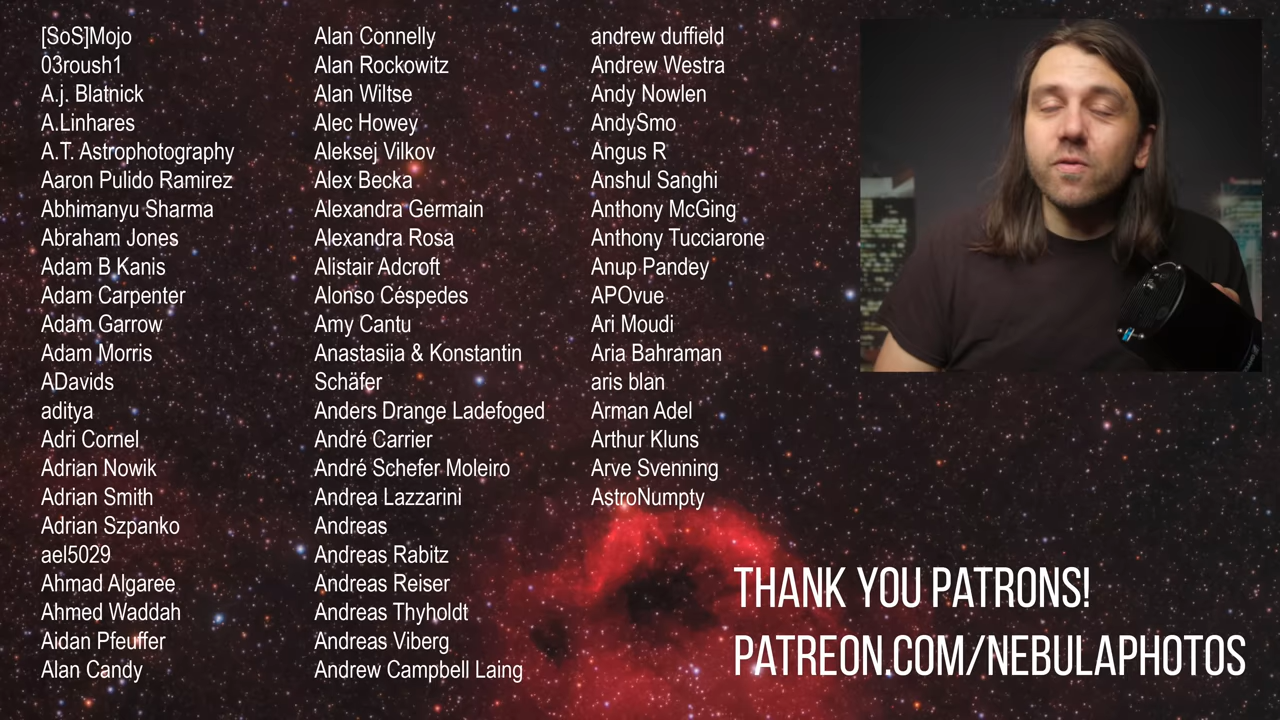 [SoS]Mojo
03roush1
A.j. Blatnick
A.Linhares
A.T. Astrophotography
Aaron Pulido Ramirez
Abhimanyu Sharma
Abraham Jones
Adam B Kanis
Adam Carpenter
Adam Garrow
Adam Morris
ADavids
aditya
Adri Cornel
Adrian Nowik
Adrian Smith
Adrian Szpanko
ael5029
Ahmad Algaree
Ahmed Waddah
Aidan Pfeuffer
Alan Candy
Alan Connelly
Alan Rockowitz
Alan Wiltse
Alec Howey
Aleksej Vilkov
Alex Becka
Alexandra Germain
Alexandra Rosa
Alistair Adcroft
Alonso Céspedes
Amy Cantu
Anastasiia & Konstantin
Schäfer
Anders Drange Ladefoged
André Carrier
André Schefer Moleiro
Andrea Lazzarini
Andreas
Andreas Rabitz
Andreas Reiser
Andreas Thyholdt
Andreas Viberg
Andrew Campbell Laing
andrew duffield
Andrew Westra
Andy Nowlen
AndySmo
Angus R
Anshul Sanghi
Anthony McGing
Anthony Tucciarone
Anup Pandey
APOvue
Ari Moudi
Aria Bahraman
aris blan
Arman Adel
Arthur Kluns
Arve Svenning
AstroNumpty
THANK YOU PATRONS!
PATREON.COM/NEBULAPHOTOS